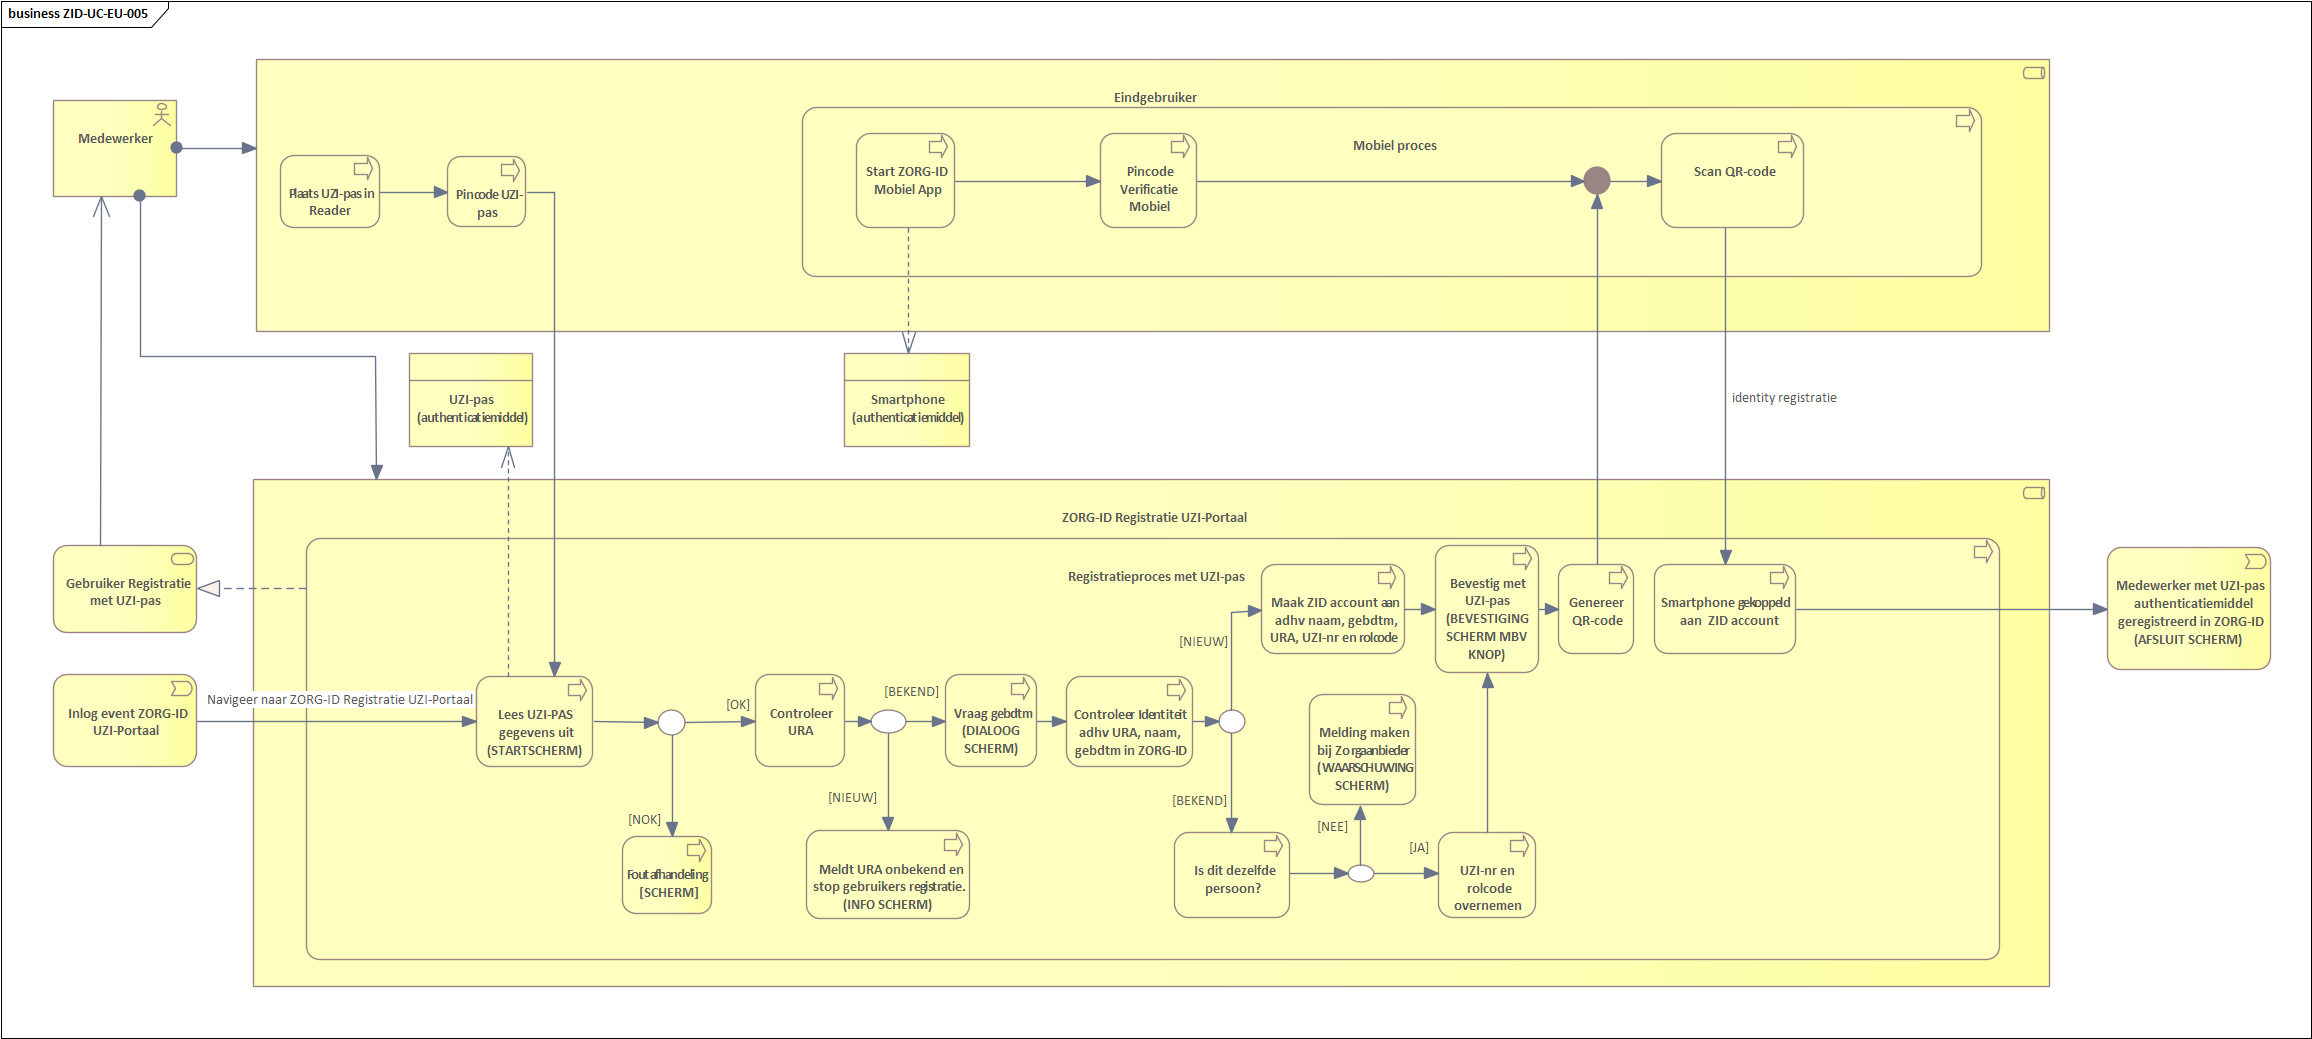 business ZID-UC-EU-005
Eindgebruiker
Medewerker
Mobiel proces
Plaats UZI-pas in
Reader
Pincode UZI-
pas
Start ZORG-ID
Mobiel App
Pincode
Verificatie
Mobiel
Scan QR-code
UZI-pas
(authenticatiemiddel)
Smartphone
(authenticatiemiddel)
identity registratie
ZORG-ID Registratie UZI-Portaal
Registratieproces met UZI-pas
Gebruiker Registratie
met UZI-pas
Inlog event ZORG-ID
UZI-Portaal
Navigeer naar ZORG-ID Registratie UZI-Portaal
Lees UZI-PAS
gegevens uit
(STARTSCHERM)
[OK]
[NOK]
Fout afhandeling
[SCHERM]
Controleer
URA
[BEKEND]
[NIEUW]
Meldt URA onbekend en
stop gebruikers registratie.
(INFO SCHERM)
Vraag gebdtm
(DIALOOG
SCHERM)
Controleer Identiteit
adhv URA, naam,
gebdtm in ZORG-ID
[NIEUW]
[BEKEND]
Maak ZID account aan
adhv naam, gebdtm,
URA, UZI-nr en rolcode
Is dit dezelfde
persoon?
[NEE]
[JA]
Melding maken
bij Zorgaanbieder
(WAARSCHUWING
SCHERM)
UZI-nr en
rolcode
overnemen
Bevestig met
UZI-pas
(BEVESTIGING
SCHERM MBV
KNOP)
Genereer
QR-code
Smartphone gekoppeld
aan ZID account
Medewerker met UZI-pas
authenticatiemiddel
geregistreerd in ZORG-ID
(AFSLUIT SCHERM)